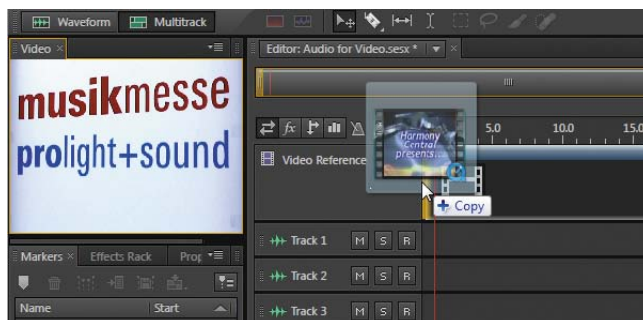 Waveform Multitrack
Video × Editor: Audio for Video.sesx * ×
musikmesse
prolight+sound
Harmony
Central
presents...
fx 5.0 10.0 15.0
Video Reference
+ Copy
Track 1 M S R
Markers × Effects Rack
Track 2 M S R
Name Start
Track 3 M S R